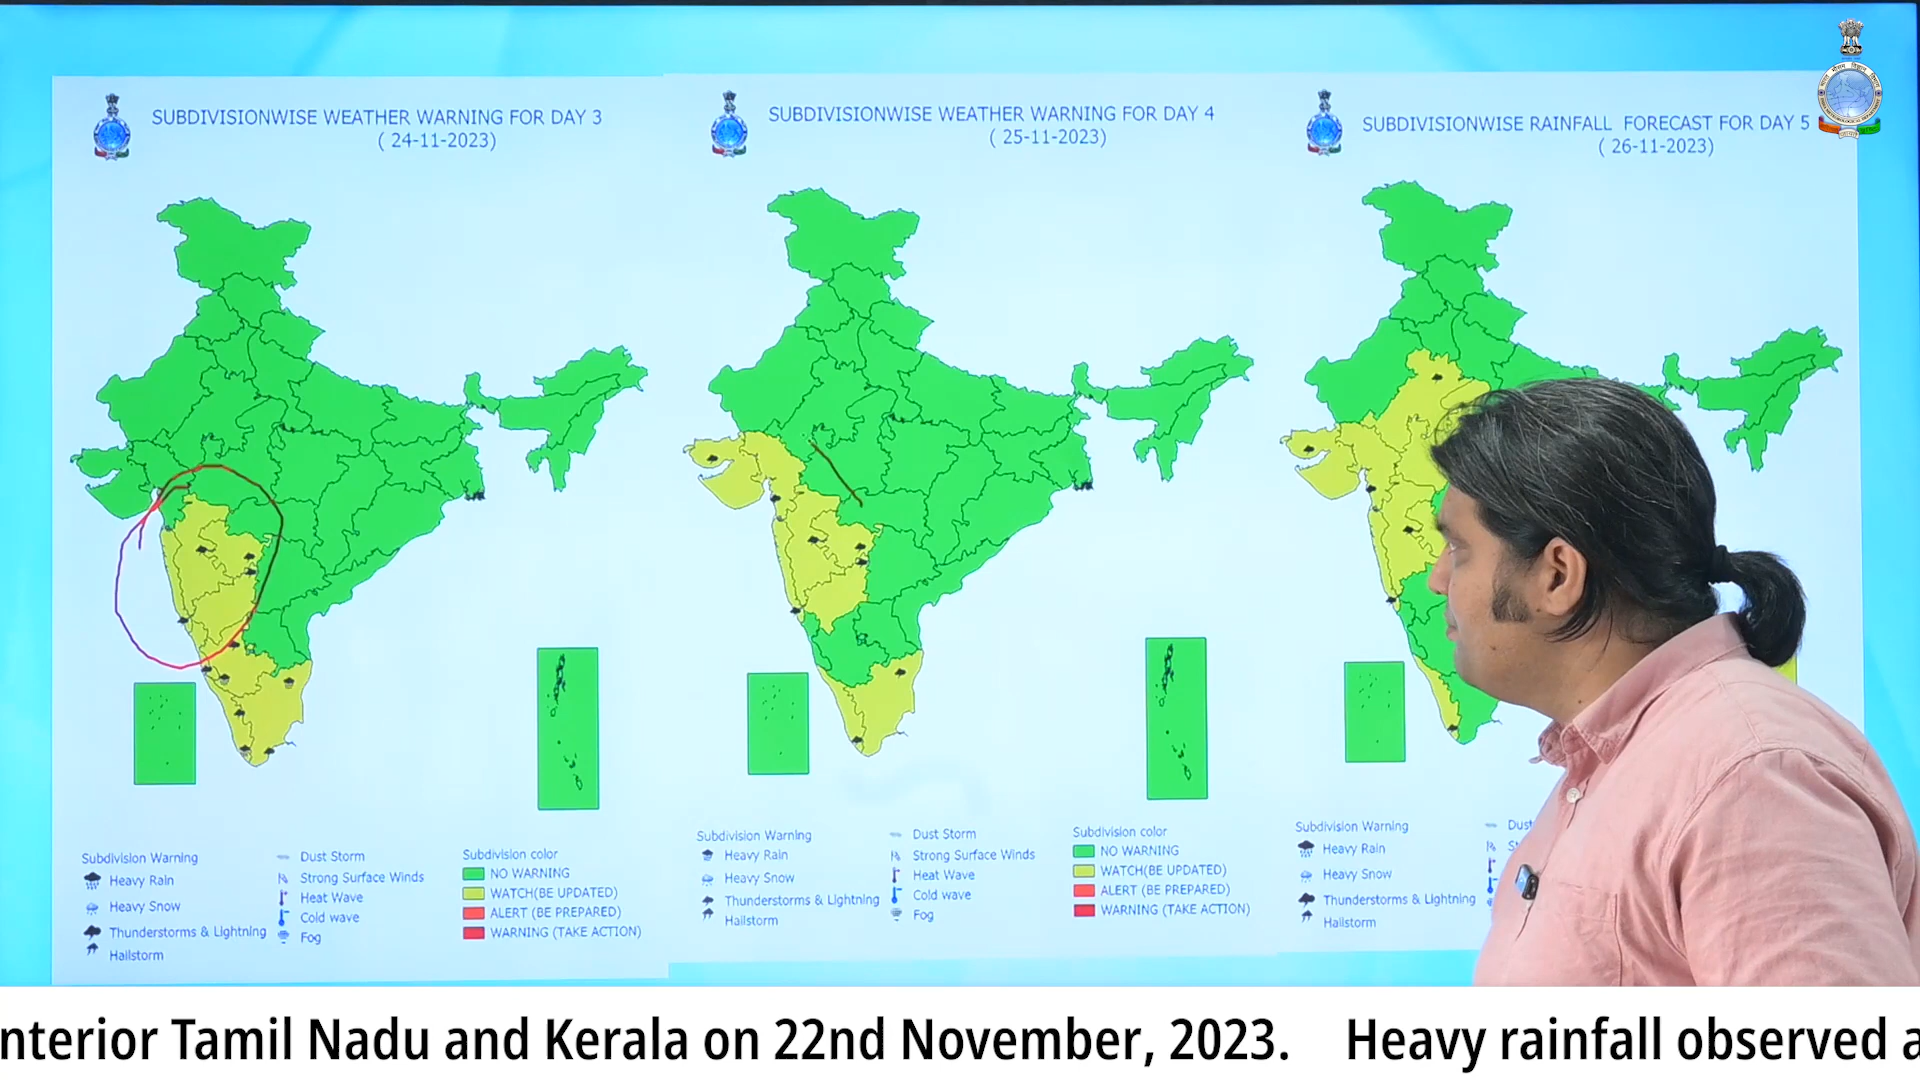 SUBDIVISIONWISE WEATHER WARNING FOR DAY 3
( 24-11-2023)
SUBDIVISIONWISE WEATHER WARNING FOR DAY 4
( 25-11-2023)
SUBDIVISIONWISE RAINFALL FORECAST FOR DAY 5
( 26-11-2023)
Subdivision Warning
Heavy Rain
Heavy Snow
Thunderstorms & Lightning
Hailstorm
Dust Storm
Strong Surface Winds
Heat Wave
Cold wave
Fog
Subdivision color
NO WARNING
WATCH(BE UPDATED)
ALERT (BE PREPARED)
WARNING (TAKE ACTION)
Subdivision Warning
Heavy Rain
Heavy Snow
Thunderstorms & Lightning
Hailstorm
Dust Storm
Strong Surface Winds
Heat Wave
Cold wave
Fog
Subdivision color
NO WARNING
WATCH (BE UPDATED)
ALERT (BE PREPARED)
WARNING (TAKE ACTION)
Subdivision Warning
Heavy Rain
Heavy Snow
Thunderstorms & Lightning
Hailstorm
Dust
St
nterior Tamil Nadu and Kerala on 22nd November, 2023. Heavy rainfall observed a